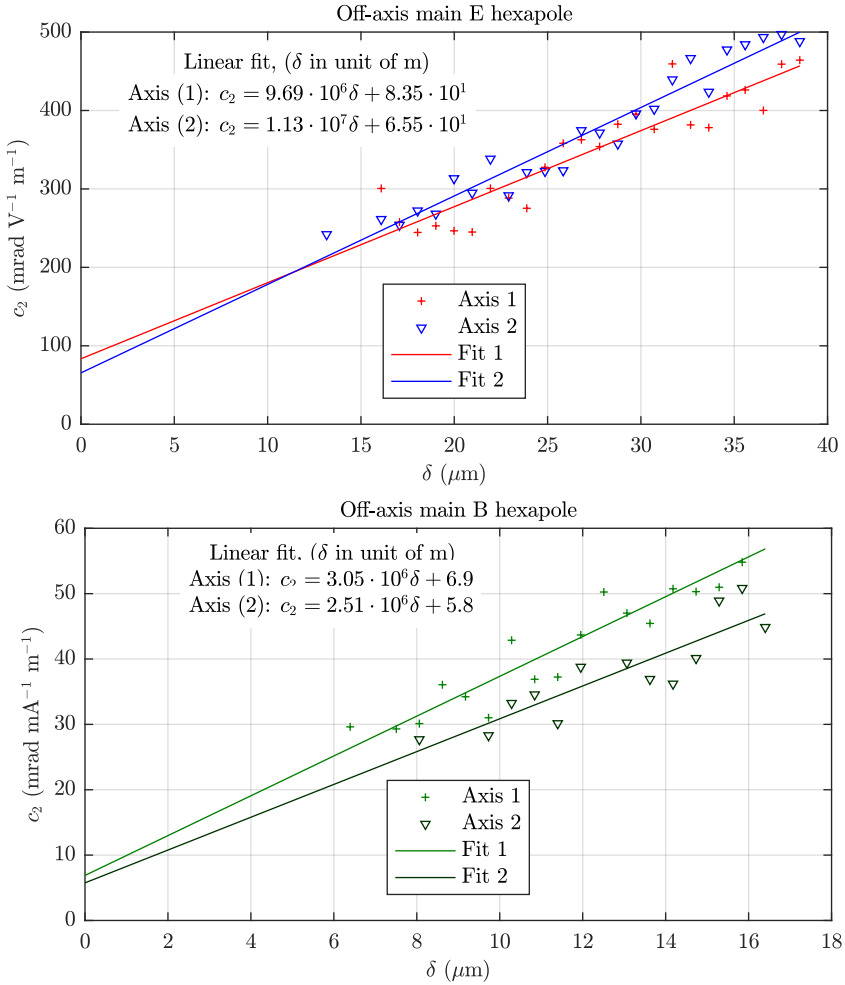 Off-axis main E hexapole
500
400
300
200
100
0
c₂ (mrad V⁻¹ m⁻¹)
Linear fit, (δ in unit of m)
Axis (1): c₂ = 9.69 · 10⁶δ + 8.35 · 10¹
Axis (2): c₂ = 1.13 · 10⁷δ + 6.55 · 10¹
Axis 1
Axis 2
Fit 1
Fit 2
0 5 10 15 20 25 30 35 40
δ (μm)
Off-axis main B hexapole
60
50
40
30
20
10
0
c₂ (mrad mA⁻¹ m⁻¹)
Linear fit, (δ in unit of m)
Axis (1): c₂ = 3.05 · 10⁶δ + 6.9
Axis (2): c₂ = 2.51 · 10⁶δ + 5.8
Axis 1
Axis 2
Fit 1
Fit 2
0 2 4 6 8 10 12 14 16 18
δ (μm)